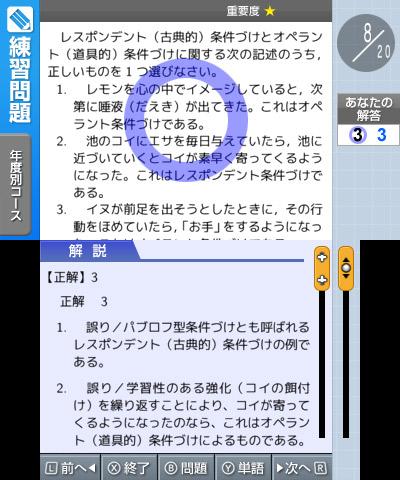 重要度 ★
練習問題
年度別コース
レスポンデント（古典的）条件づけとオペラン
ト（道具的）条件づけに関する次の記述のうち，
正しいものを１つ選びなさい。
1. レモンを心の中でイメージしていると，次
第に唾液（だえき）が出てきた。これはオペ
ラント条件づけである。
2. 池のコイにエサを毎日与えていたら，池に
近づいていくとコイが素早く寄ってくるよう
になった。これはレスポンデント条件づけで
ある。
3. イヌが前足を出そうとしたときに，その行
動をほめていたら，「お手」をするようになっ
8/20
あなたの
解答
3 3
解 説
【正解】3
正解 3
1. 誤り／パブロフ型条件づけとも呼ばれる
レスポンデント（古典的）条件づけの例で
ある。
2. 誤り／学習性のある強化（コイの餌付
け）を繰り返すことにより，コイが寄って
くるようになったのなら、これはオペラン
ト（道具的）条件づけによるものである。
L 前へ◀ X 終了 B 問題 Y 単語 ▶次へ R